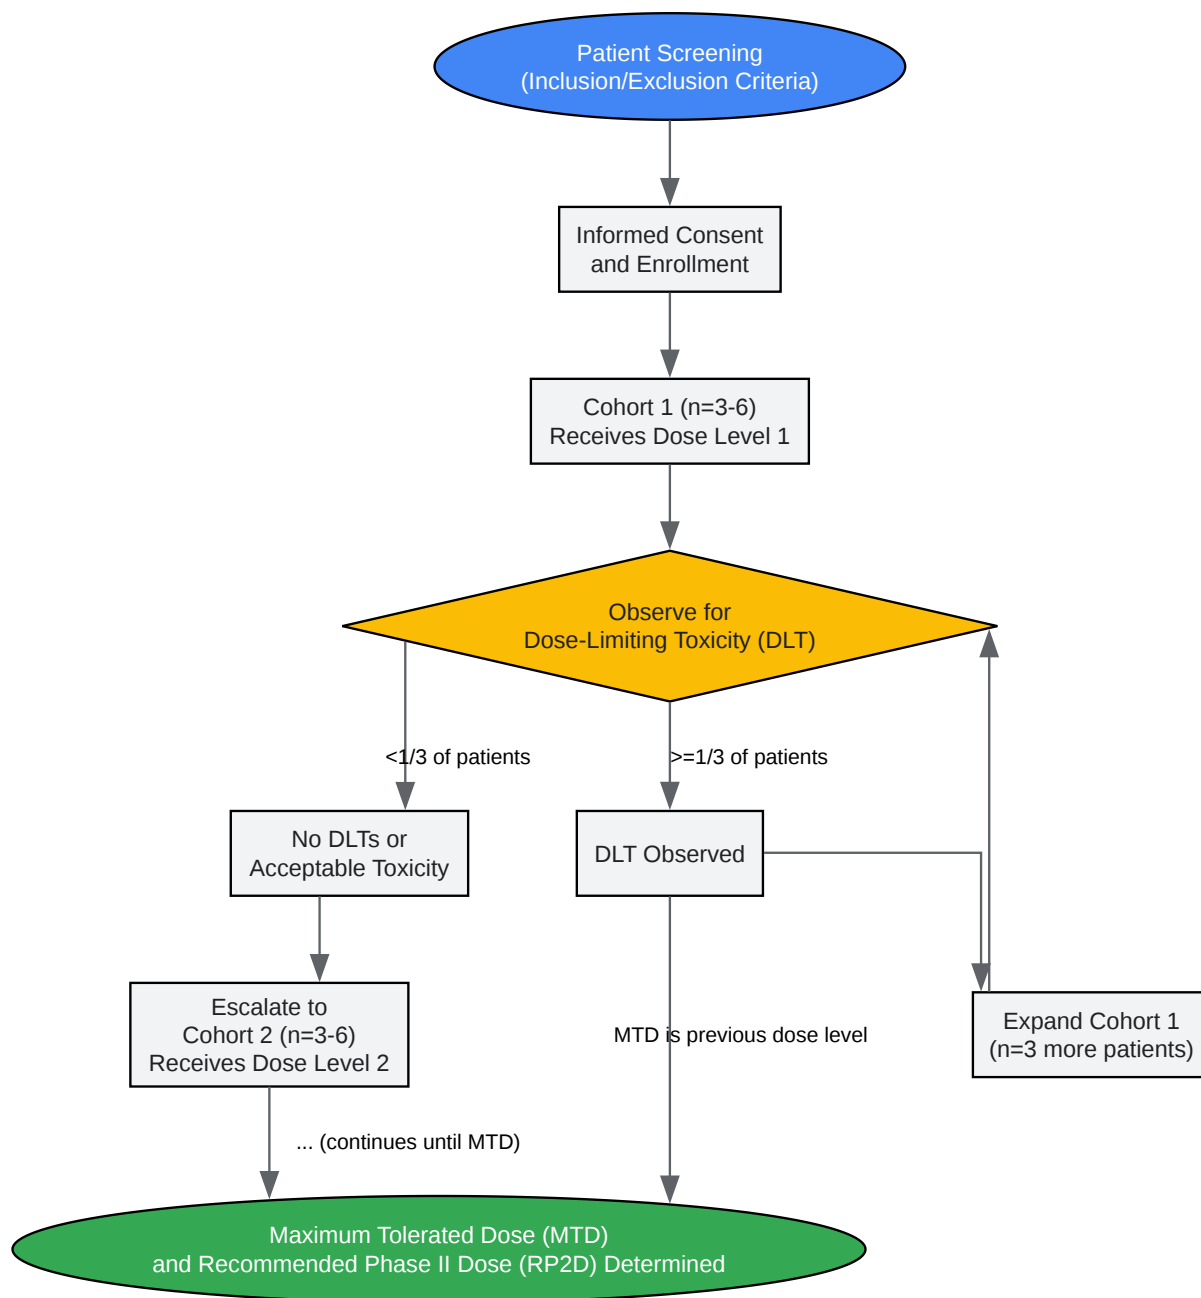 Patient Screening
(Inclusion/Exclusion Criteria)
Informed Consent
and Enrollment
Cohort 1 (n=3-6)
Receives Dose Level 1
Observe for
Dose-Limiting Toxicity (DLT)
<1/3 of patients
>=1/3 of patients
No DLTs or
Acceptable Toxicity
DLT Observed
Escalate to
Cohort 2 (n=3-6)
Receives Dose Level 2
MTD is previous dose level
Expand Cohort 1
(n=3 more patients)
... (continues until MTD)
Maximum Tolerated Dose (MTD)
and Recommended Phase II Dose (RP2D) Determined